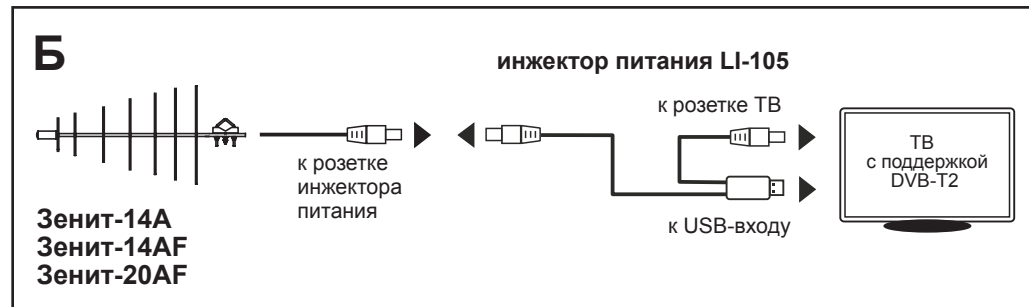 Б
инжектор питания LI-105
к розетке ТВ
ТВ
с поддержкой
DVB-T2
к розетке
инжектора
питания
к USB-входу
Зенит-14А
Зенит-14AF
Зенит-20AF